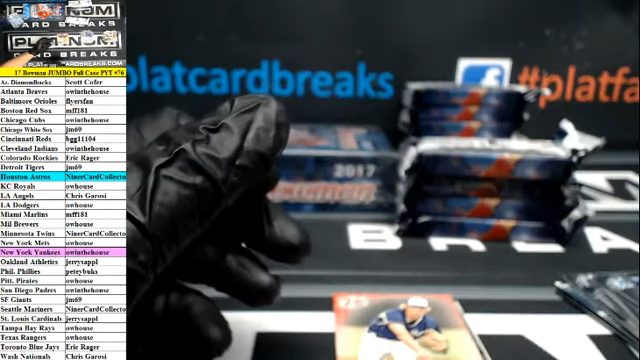 PLATINUM
CARD BREAKS
17 Bowman JUMBO Full Case PYT #76
Az. Diamondbacks Scott Cofer
Atlanta Braves owinthehouse
Baltimore Orioles flyersfan
Boston Red Sox mff181
Chicago Cubs owinthehouse
Chicago White Sox jm69
Cincinnati Reds bgg11104
Cleveland Indians owinthehouse
Colorado Rockies Eric Rager
Detroit Tigers jm69
Houston Astros NinerCardCollecto
KC Royals owhouse
LA Angels Chris Garosi
LA Dodgers owhouse
Miami Marlins mff181
Mil Brewers owhouse
Minnesota Twins NinerCardCollecto
New York Mets owhouse
New York Yankees owinthehouse
Oakland Athletics jerrysappl
Phil. Phillies peteybuks
Pitt. Pirates owhouse
San Diego Padres owinthehouse
SF Giants jm69
Seattle Mariners NinerCardCollecto
St. Louis Cardinals jerrysappl
Tampa Bay Rays owhouse
Texas Rangers owhouse
Toronto Blue Jays Eric Rager
Wash Nationals Chris Garosi
platcardbreaks
f
#platfa
2017
BREA